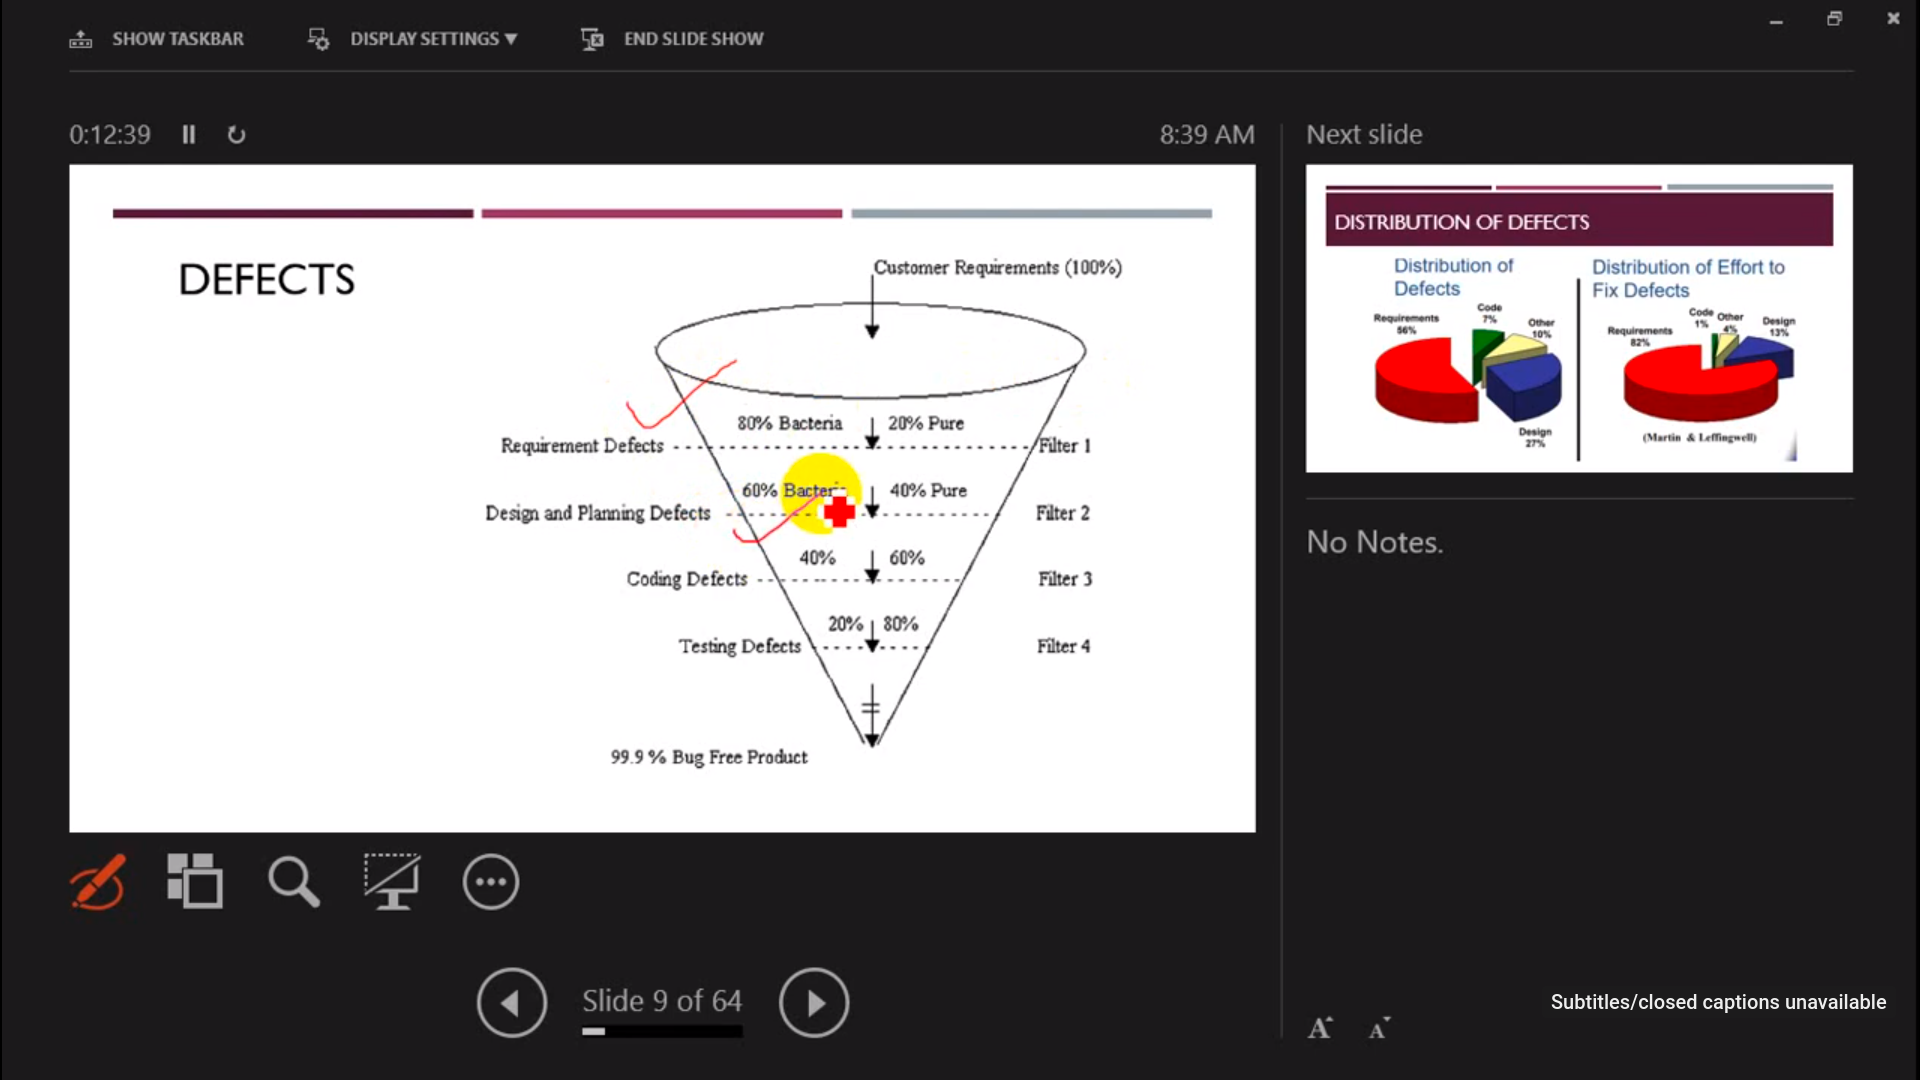 SHOW TASKBAR
DISPLAY SETTINGS ▼
END SLIDE SHOW
0:12:39
8:39 AM
DEFECTS
Customer Requirements (100%)
80% Bacteria 20% Pure
Requirement Defects
Filter 1
60% Bacteria 40% Pure
Design and Planning Defects
Filter 2
40% 60%
Coding Defects
Filter 3
20% 80%
Testing Defects
Filter 4
99.9 % Bug Free Product
Slide 9 of 64
Next slide
DISTRIBUTION OF DEFECTS
Distribution of
Defects
Requirements
56%
Code
7%
Other
10%
Design
27%
Distribution of Effort to
Fix Defects
Requirements
82%
Code
1%
Other
4%
Design
13%
(Martin & Leffingwell)
No Notes.
Subtitles/closed captions unavailable
A A